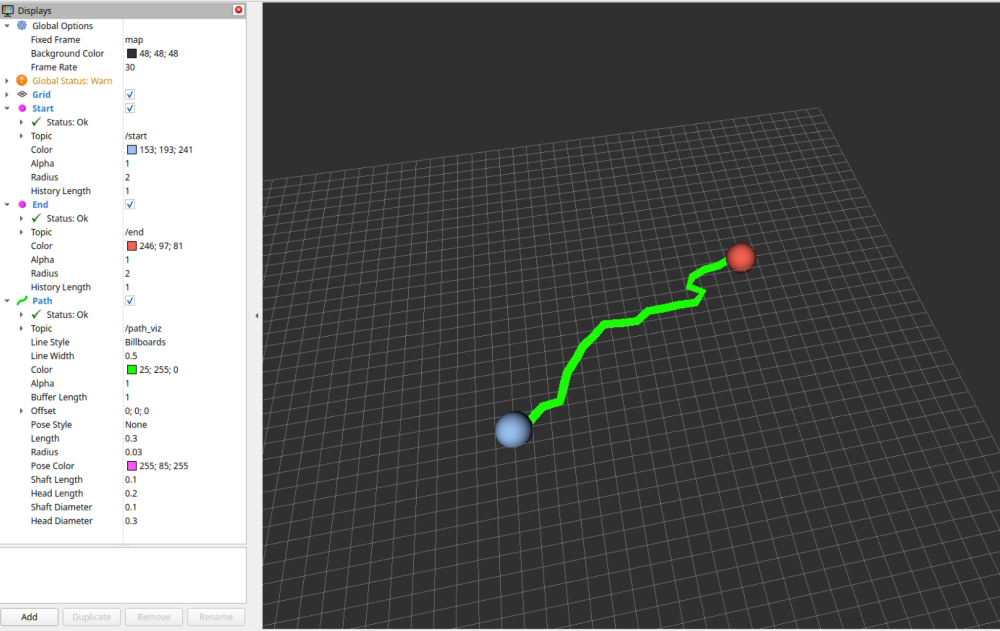 Displays
Global Options
Fixed Frame map
Background Color 48; 48; 48
Frame Rate 30
Global Status: Warn
Grid
Start
Status: Ok
Topic /start
Color 153; 193; 241
Alpha 1
Radius 2
History Length 1
End
Status: Ok
Topic /end
Color 246; 97; 81
Alpha 1
Radius 2
History Length 1
Path
Status: Ok
Topic /path_viz
Line Style Billboards
Line Width 0.5
Color 25; 255; 0
Alpha 1
Buffer Length 1
Offset 0; 0; 0
Pose Style None
Length 0.3
Radius 0.03
Pose Color 255; 85; 255
Shaft Length 0.1
Head Length 0.2
Shaft Diameter 0.1
Head Diameter 0.3
Add Duplicate Remove Rename